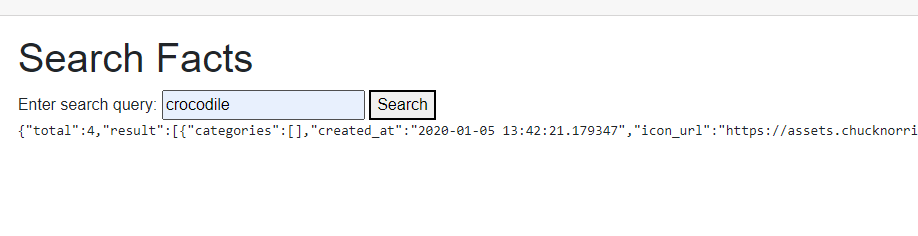 Search Facts
Enter search query: crocodile Search
{"total":4,"result":[{"categories":[],"created_at":"2020-01-05 13:42:21.179347","icon_url":"https://assets.chucknorri